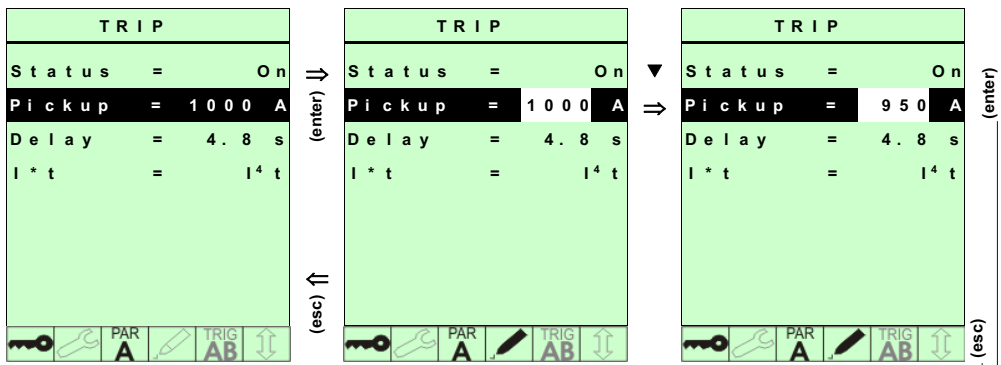 TRIP
Status = On
Pickup = 1000 A
Delay = 4.8 s
I*t = I⁴t
PAR A TRIG AB
⇒
(enter)
⇐
(esc)
TRIP
Status = On
Pickup = 1000 A
Delay = 4.8 s
I*t = I⁴t
PAR A TRIG AB
▼
⇒
TRIP
Status = On
Pickup = 950 A
Delay = 4.8 s
I*t = I⁴t
PAR A TRIG AB
(enter)
(esc)